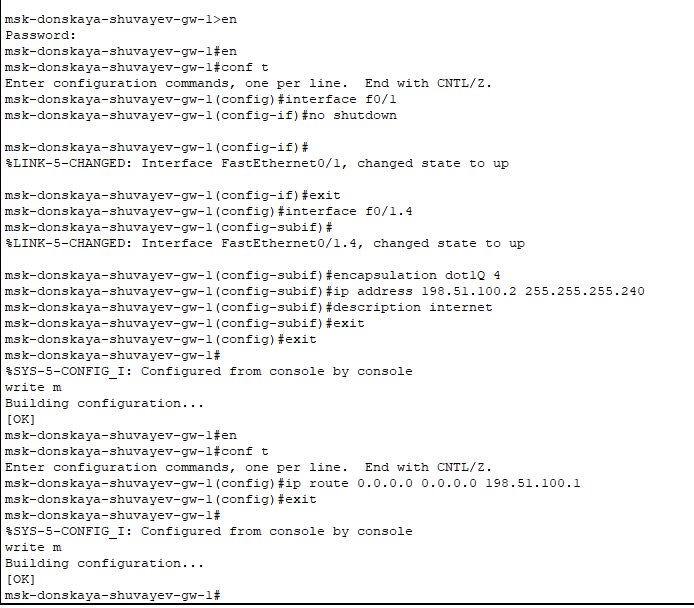 msk-donskaya-shuvayev-gw-1>en
Password:
msk-donskaya-shuvayev-gw-1#en
msk-donskaya-shuvayev-gw-1#conf t
Enter configuration commands, one per line.  End with CNTL/Z.
msk-donskaya-shuvayev-gw-1(config)#interface f0/1
msk-donskaya-shuvayev-gw-1(config-if)#no shutdown
msk-donskaya-shuvayev-gw-1(config-if)#
%LINK-5-CHANGED: Interface FastEthernet0/1, changed state to up
msk-donskaya-shuvayev-gw-1(config-if)#exit
msk-donskaya-shuvayev-gw-1(config)#interface f0/1.4
msk-donskaya-shuvayev-gw-1(config-subif)#
%LINK-5-CHANGED: Interface FastEthernet0/1.4, changed state to up
msk-donskaya-shuvayev-gw-1(config-subif)#encapsulation dot1Q 4
msk-donskaya-shuvayev-gw-1(config-subif)#ip address 198.51.100.2 255.255.255.240
msk-donskaya-shuvayev-gw-1(config-subif)#description internet
msk-donskaya-shuvayev-gw-1(config-subif)#exit
msk-donskaya-shuvayev-gw-1(config)#exit
msk-donskaya-shuvayev-gw-1#
%SYS-5-CONFIG_I: Configured from console by console
write m
Building configuration...
[OK]
msk-donskaya-shuvayev-gw-1#en
msk-donskaya-shuvayev-gw-1#conf t
Enter configuration commands, one per line.  End with CNTL/Z.
msk-donskaya-shuvayev-gw-1(config)#ip route 0.0.0.0 0.0.0.0 198.51.100.1
msk-donskaya-shuvayev-gw-1(config)#exit
msk-donskaya-shuvayev-gw-1#
%SYS-5-CONFIG_I: Configured from console by console
write m
Building configuration...
[OK]
msk-donskaya-shuvayev-gw-1#